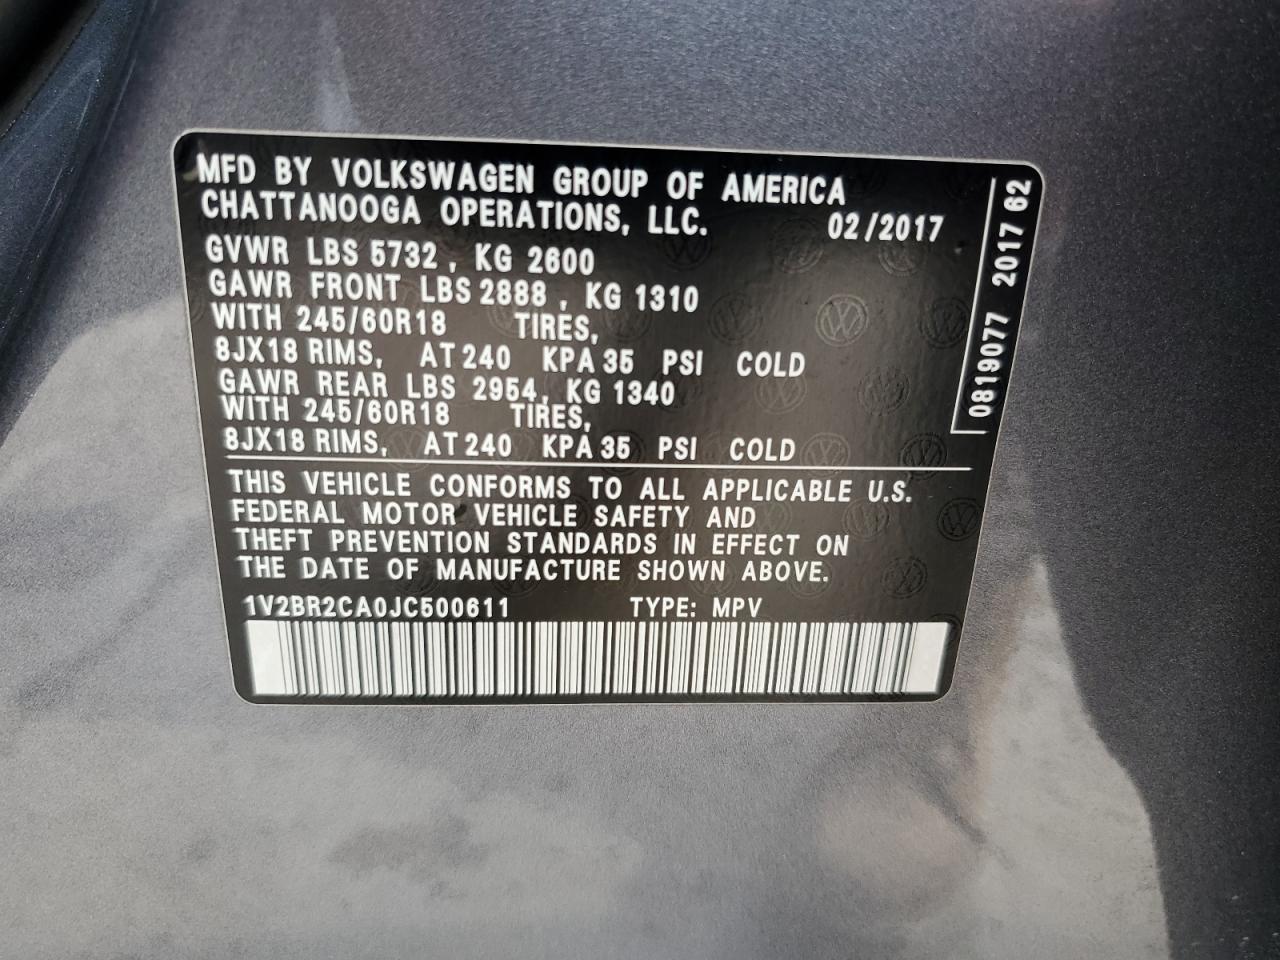 MFD BY VOLKSWAGEN GROUP OF AMERICA
CHATTANOOGA OPERATIONS, LLC. 02/2017
GVWR LBS 5732, KG 2600
GAWR FRONT LBS 2888, KG 1310
WITH 245/60R18 TIRES,
8JX18 RIMS, AT 240 KPA 35 PSI COLD
GAWR REAR LBS 2954, KG 1340
WITH 245/60R18 TIRES,
8JX18 RIMS, AT 240 KPA 35 PSI COLD
0819077 2017 62
THIS VEHICLE CONFORMS TO ALL APPLICABLE U.S.
FEDERAL MOTOR VEHICLE SAFETY AND
THEFT PREVENTION STANDARDS IN EFFECT ON
THE DATE OF MANUFACTURE SHOWN ABOVE.
1V2BR2CA0JC500611 TYPE: MPV